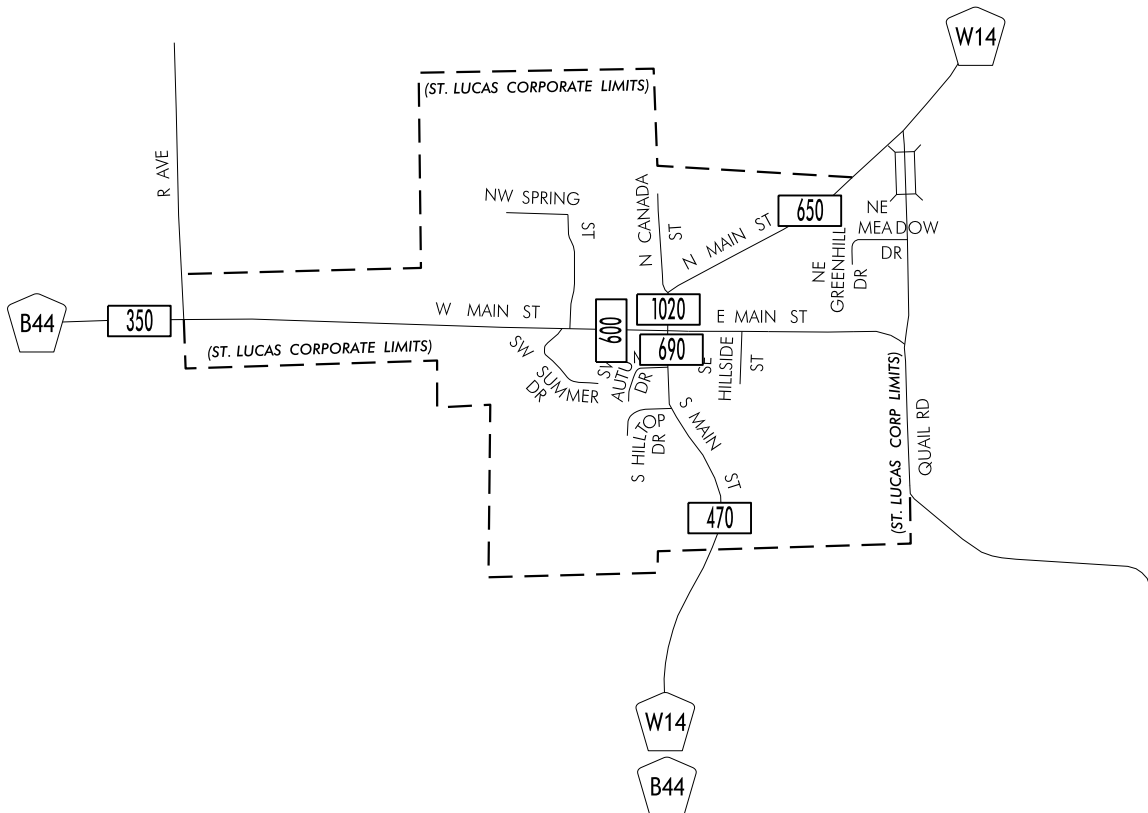 W14
(ST. LUCAS CORPORATE LIMITS)
R AVE
NW SPRING
ST
N CANADA
ST
650
N MAIN ST
NE
MEADOW
DR
NE
GREENHILL
DR
B44
350
W MAIN ST
600
1020
E MAIN ST
690
(ST. LUCAS CORPORATE LIMITS)
SW
SUMMER
DR
DR
SE
HILLSIDE
ST
S HILLTOP
DR
S MAIN
ST
(ST. LUCAS CORP LIMITS)
QUAIL RD
470
W14
B44